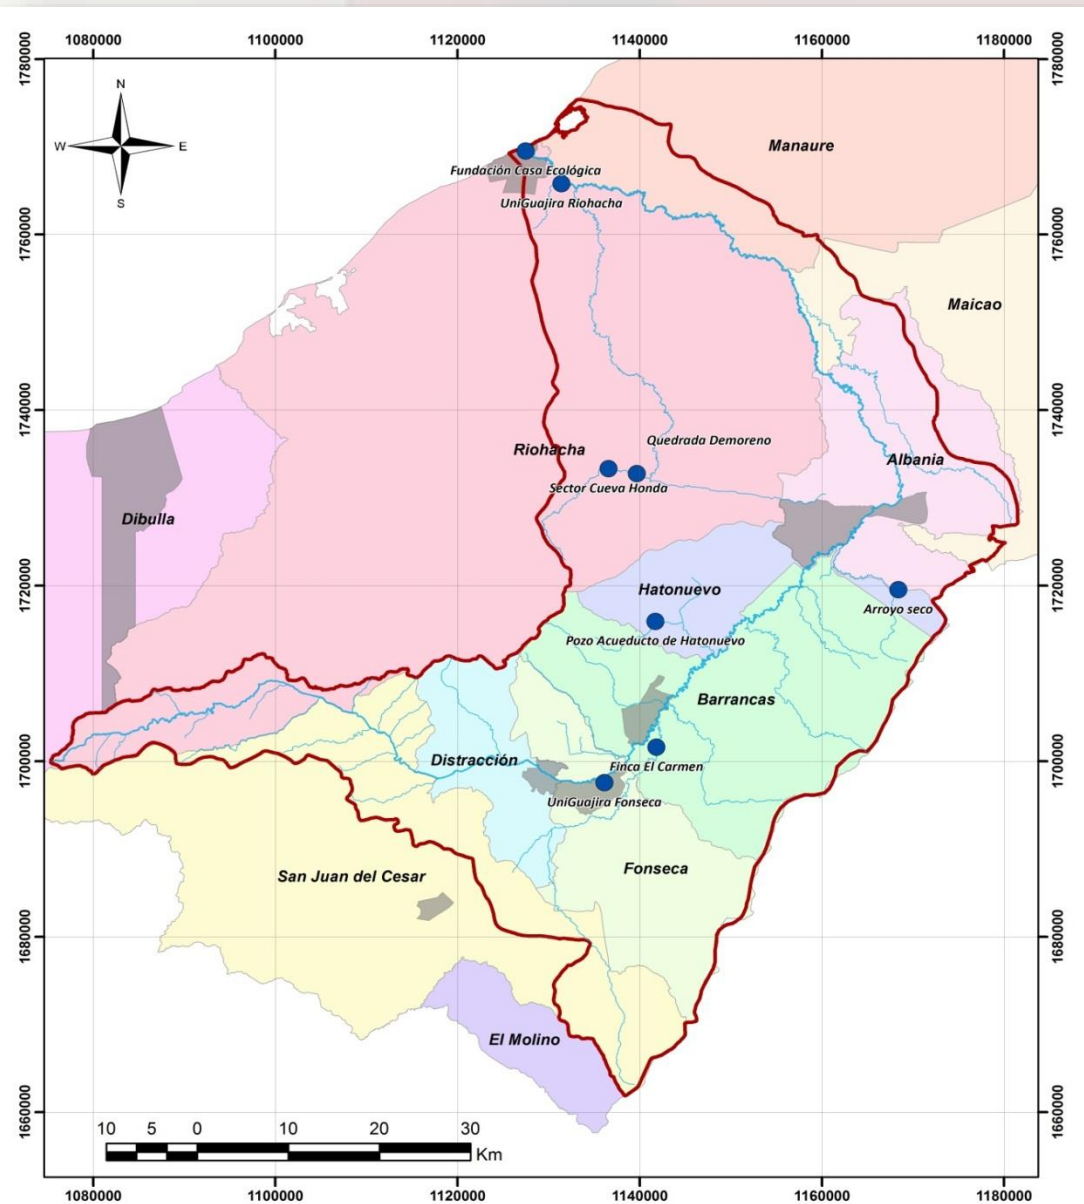 1080000 1100000 1120000 1140000 1160000 1180000
1780000 1780000
N
W E
S
Manaure
Fundación Casa Ecológica
UniGuajira Riohacha
1760000 1760000
Maicao
1740000 1740000
Quedrada Demoreno
Riohacha
Albania
Sector Cueva Honda
Dibulla
1720000 1720000
Hatonuevo
Arroyo seco
Pozo Acueducto de Hatonuevo
Barrancas
1700000 1700000
Distracción
Finca El Carmen
UniGuajira Fonseca
Fonseca
San Juan del Cesar
1680000 1680000
El Molino
1660000 1660000
10 5 0 10 20 30
Km
1080000 1100000 1120000 1140000 1160000 1180000